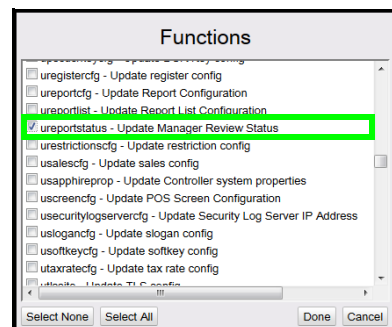 Functions
uregistercfg - Update register config
ureportcfg - Update Report Configuration
ureportlist - Update Report List Configuration
ureportstatus - Update Manager Review Status
urestrictionscfg - Update restriction config
usalescfg - Update sales config
usapphireprop - Update Controller system properties
uscreencfg - Update POS Screen Configuration
usecuritylogservercfg - Update Security Log Server IP Address
uslogancfg - Update slogan config
usoftkeycfg - Update softkey config
utaxratecfg - Update tax rate config
Select None Select All Done Cancel